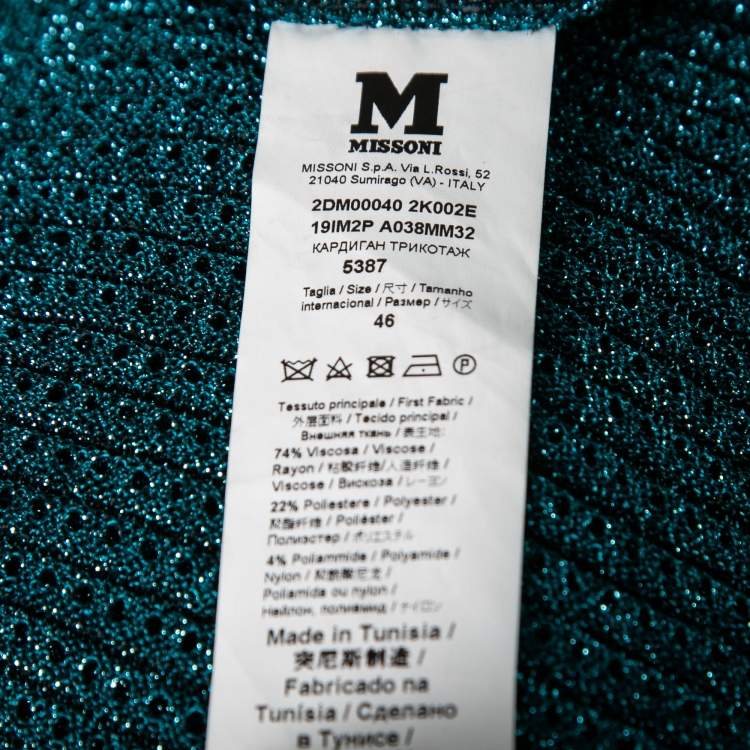 M
MISSONI
MISSONI S.p.A. Via L.Rossi, 52
21040 Sumirago (VA) - ITALY
2DM00040 2K002E
19IM2P A038MM32
КАРДИГАН ТРИКОТАЖ
5387
Taglia / Size / 尺寸 / Tamanho
internacional / Размер / サイズ
46
P
Tessuto principale / First Fabric /
外层面料 / Tecido principal /
Внешняя ткань / 表生地:
74% Viscosa / Viscose /
Rayon / 粘胶纤维/人造纤维 /
Viscose / Вискоза / レーヨン
22% Poliestere / Polyester /
聚酯纤维 / Poliéster /
Полиэстер / ポリエステル
4% Poliammide / Polyamide /
Nylon / 聚酰胺尼龙 /
Poliamida ou nylon /
Найлон, полиамид / ナイロン
Made in Tunisia /
突尼斯制造 /
Fabricado na
Tunísia / Сделано
в Тунисе /